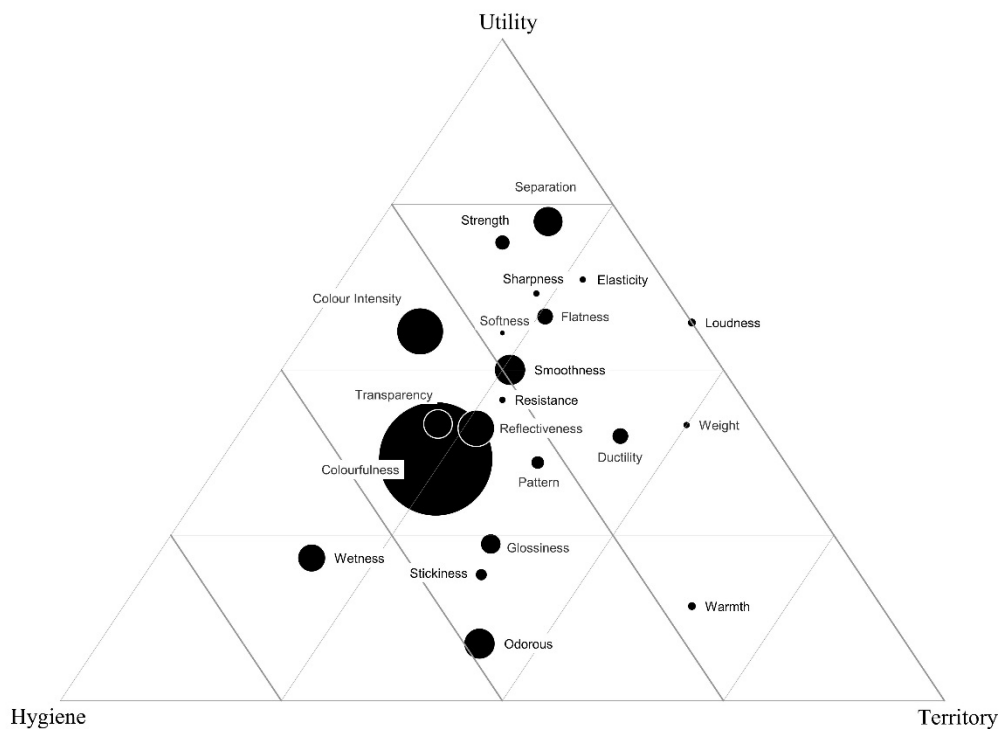 Utility
Separation
Strength
Sharpness
Elasticity
Colour Intensity
Flatness
Softness
Loudness
Smoothness
Transparency
Resistance
Reflectiveness
Weight
Ductility
Colourfulness
Pattern
Glossiness
Wetness
Stickiness
Warmth
Odorous
Hygiene
Territory